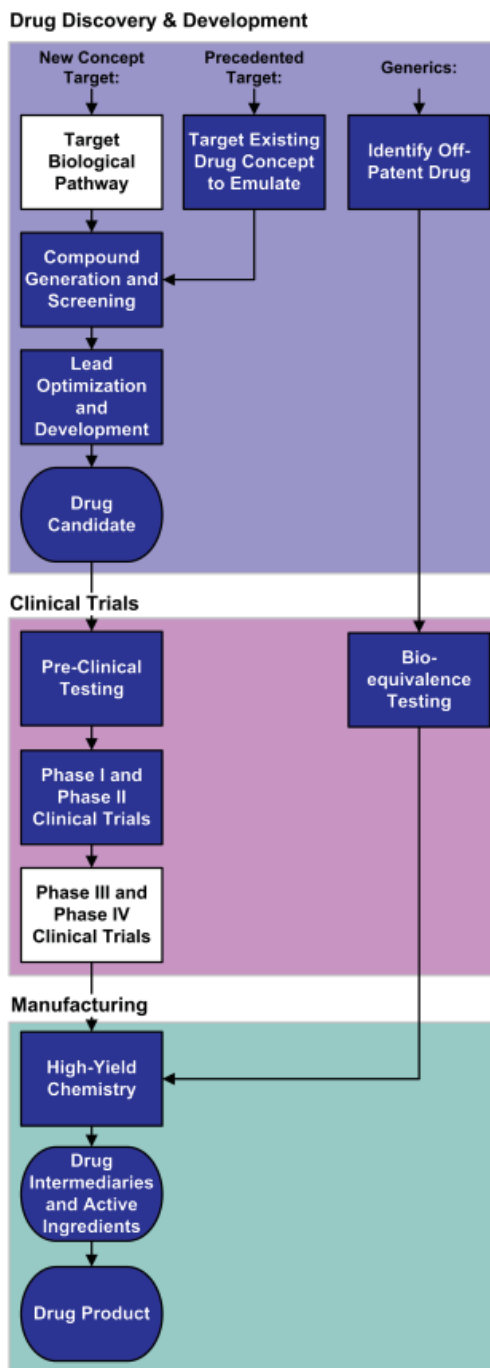 Drug Discovery & Development
New Concept
Target:
Precedented
Target:
Generics:
Target
Biological
Pathway
Target Existing
Drug Concept
to Emulate
Identify Off-
Patent Drug
Compound
Generation and
Screening
Lead
Optimization
and
Development
Drug
Candidate
Clinical Trials
Pre-Clinical
Testing
Bio-
equivalence
Testing
Phase I and
Phase II
Clinical Trials
Phase III and
Phase IV
Clinical Trials
Manufacturing
High-Yield
Chemistry
Drug
Intermediaries
and Active
Ingredients
Drug Product